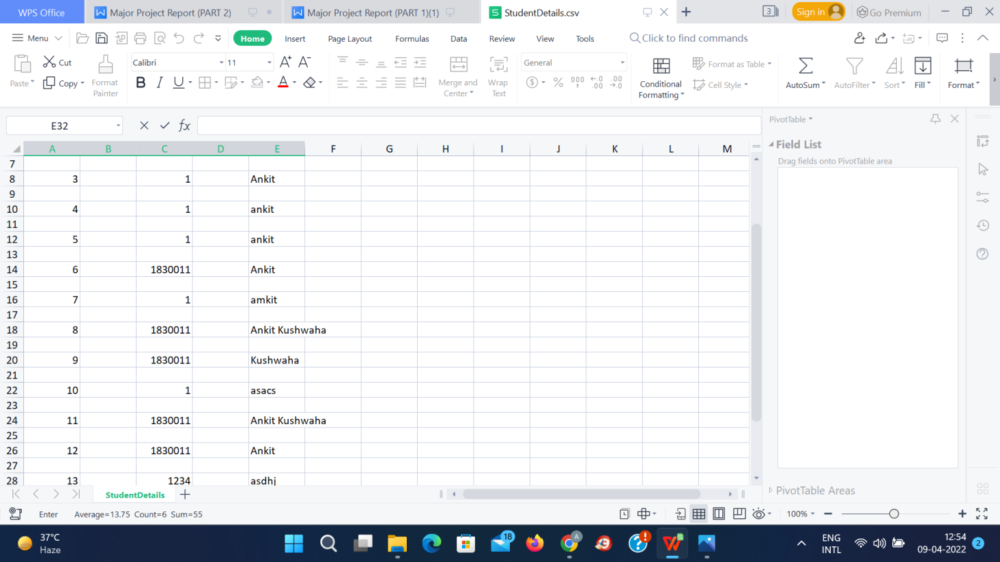 WPS Office Major Project Report (PART 2) Major Project Report (PART 1)(1) StudentDetails.csv 3 Sign in Go Premium
Menu Home Insert Page Layout Formulas Data Review View Tools Click to find commands
Paste Cut Copy Format Painter Calibri 11 Merge and Center Wrap Text General Conditional Formatting Format as Table Cell Style AutoSum AutoFilter Sort Fill Format
E32 fx PivotTable
A B C D E F G H I J K L M
Field List
Drag fields onto PivotTable area
7
8 3 1 Ankit
9
10 4 1 ankit
11
12 5 1 ankit
13
14 6 1830011 Ankit
15
16 7 1 amkit
17
18 8 1830011 Ankit Kushwaha
19
20 9 1830011 Kushwaha
21
22 10 1 asacs
23
24 11 1830011 Ankit Kushwaha
25
26 12 1830011 Ankit
27
28 13 1234 asdhj
PivotTable Areas
StudentDetails
Enter Average=13.75 Count=6 Sum=55 100%
37°C
Haze
18
ENG
INTL
12:54
09-04-2022
2